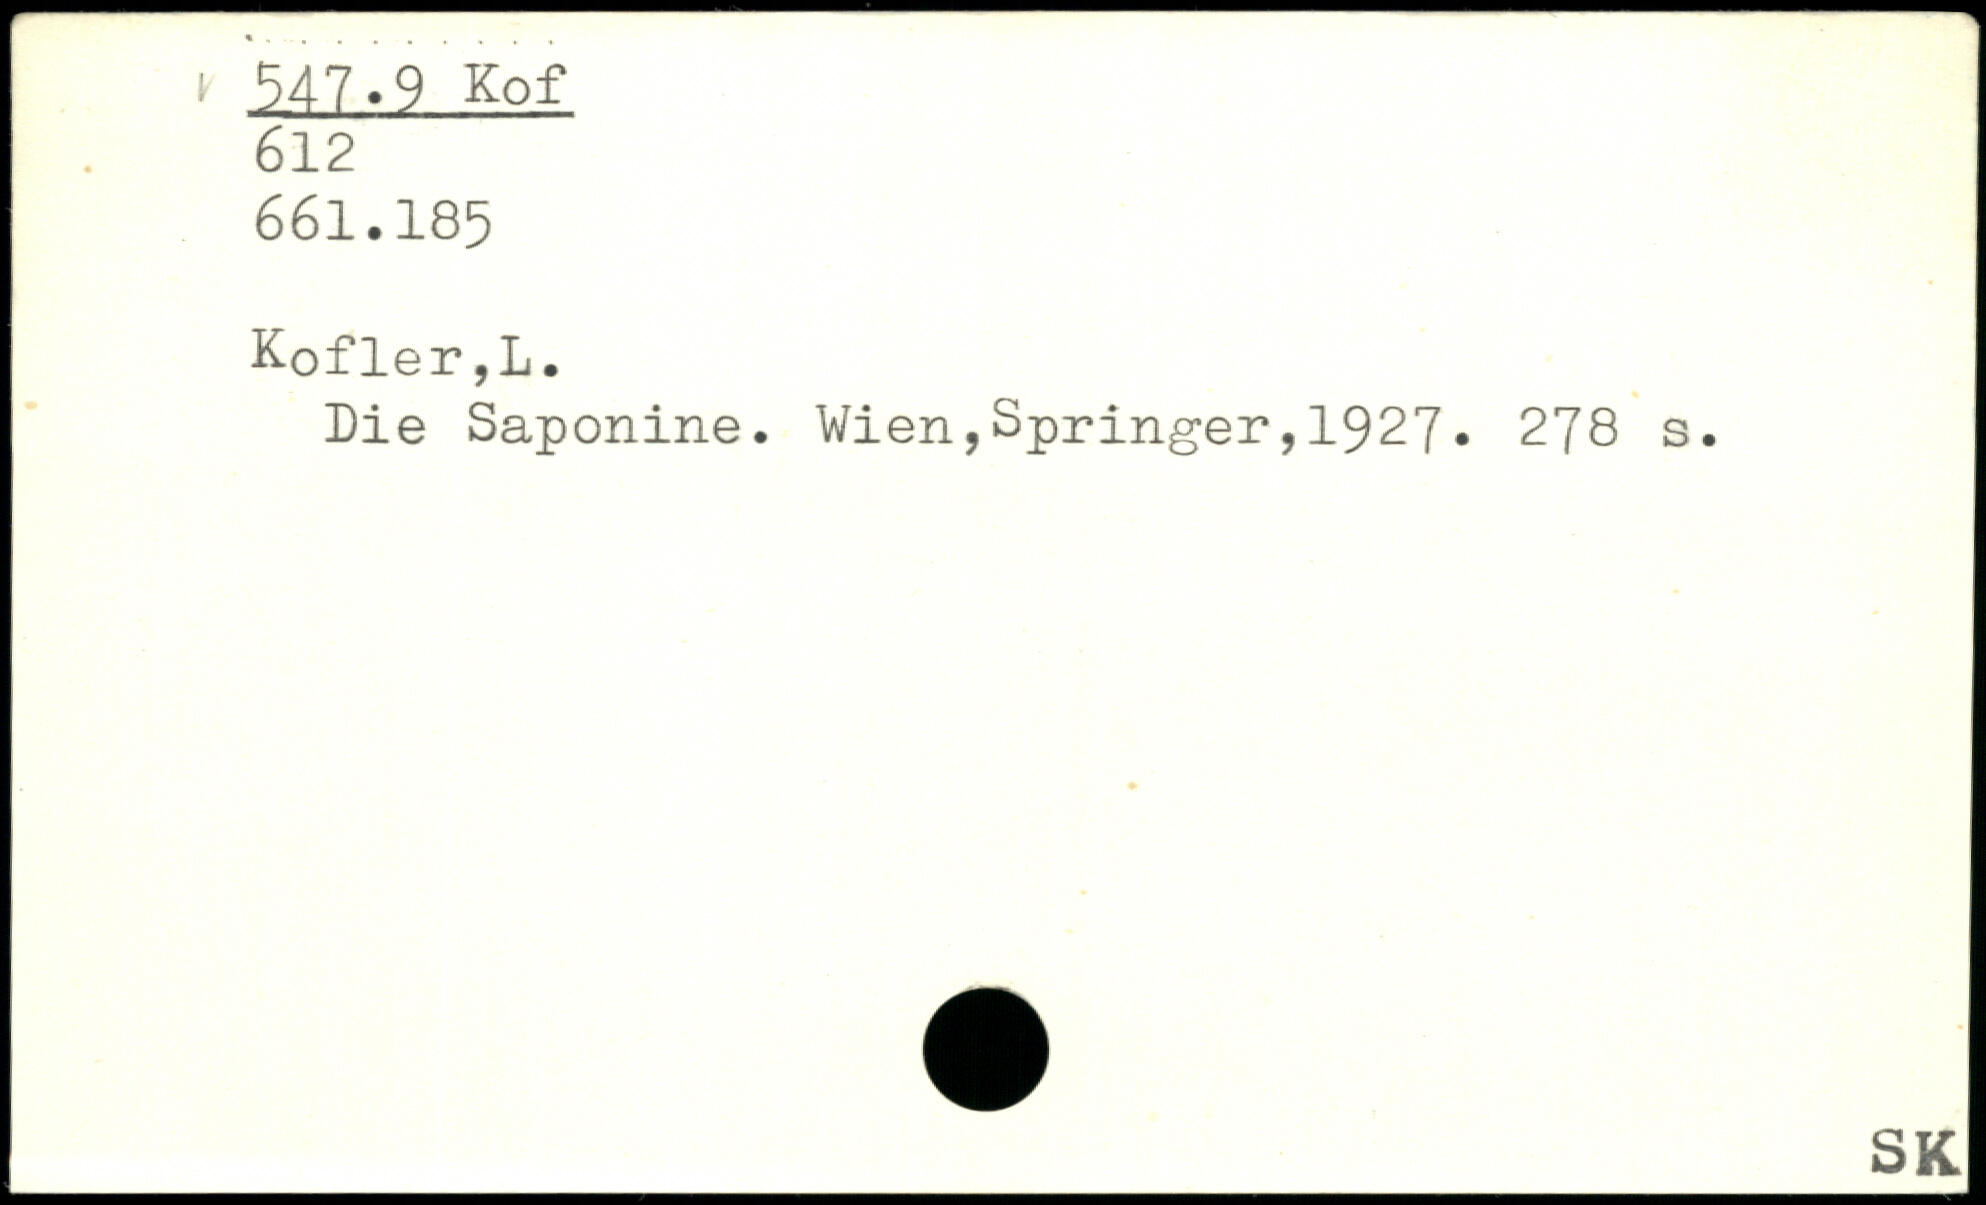 547.9 Kof
612
661.185
Kofler,L.
Die Saponine. Wien,Springer,1927. 278 s.
SK